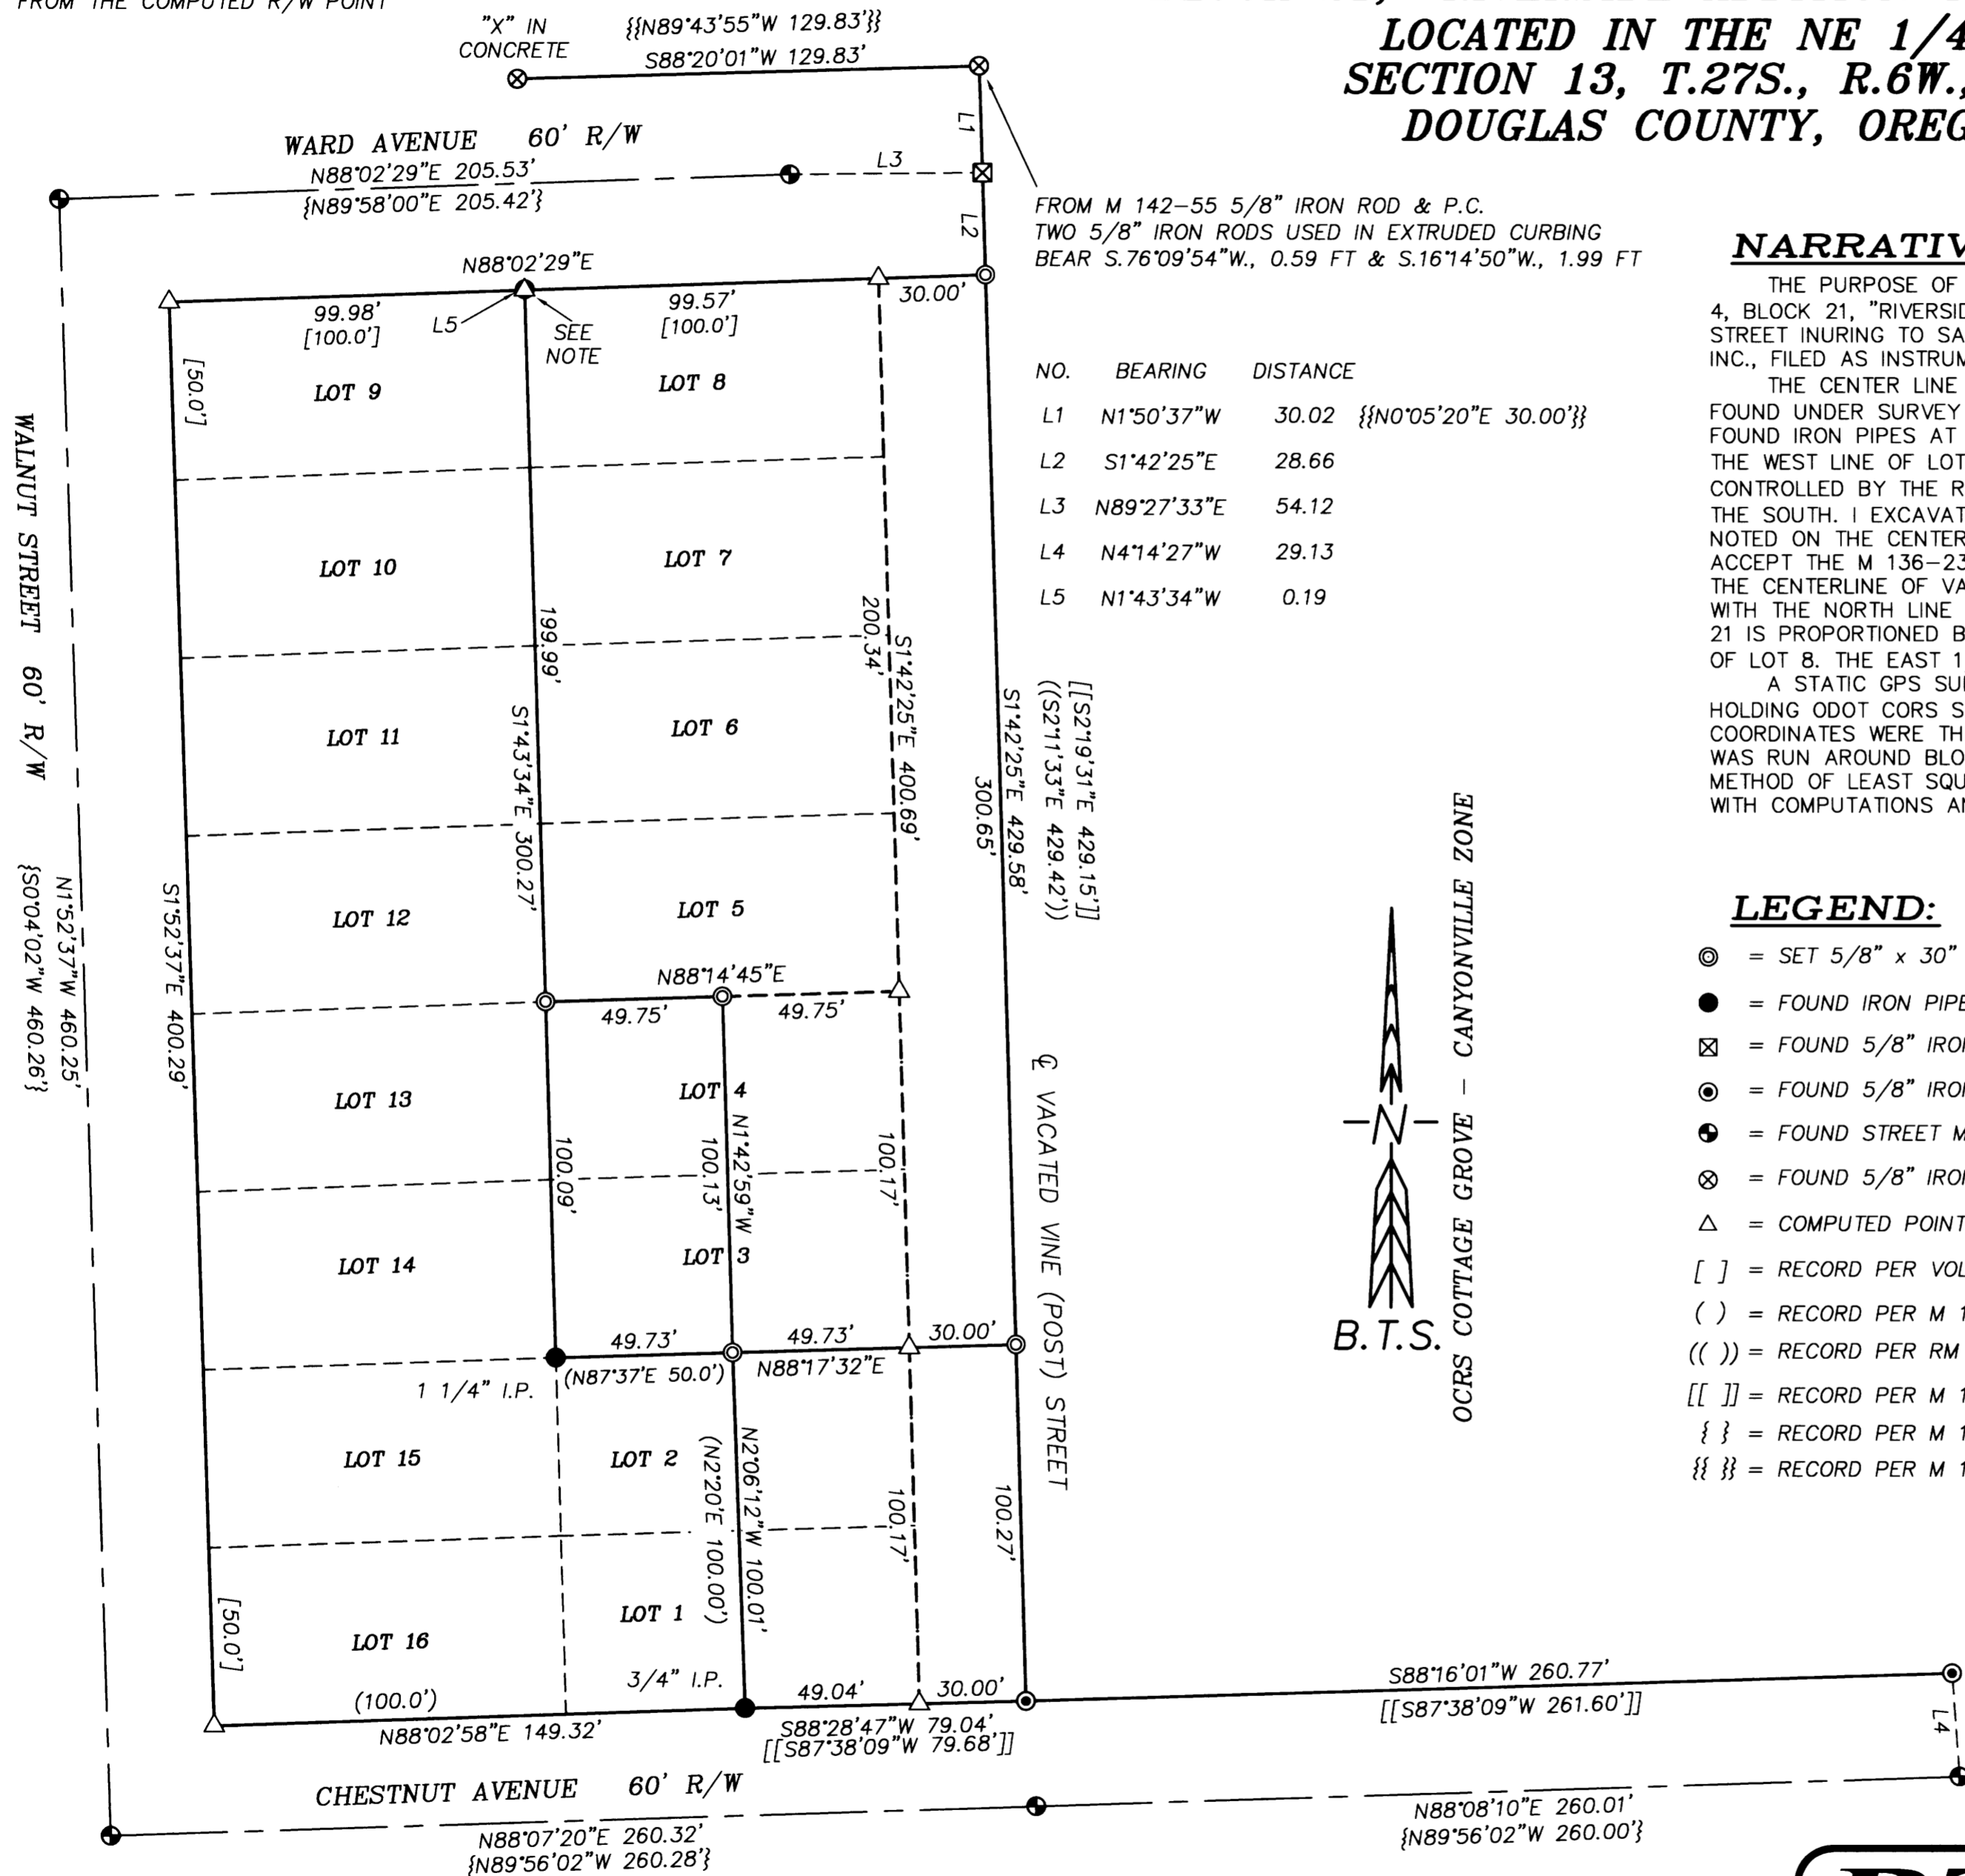 FROM THE COMPUTED R/W POINT
"X" IN
CONCRETE
{{N89°43'55"W 129.83'}}
S88°20'01"W 129.83'
LOCATED IN THE NE 1/4
SECTION 13, T.27S., R.6W.,
DOUGLAS COUNTY, OREG
WARD AVENUE 60' R/W
N88°02'29"E 205.53'
{N89°58'00"E 205.42'}
L1
L3
L2
FROM M 142-55 5/8" IRON ROD & P.C.
TWO 5/8" IRON RODS USED IN EXTRUDED CURBING
BEAR S.76°09'54"W., 0.59 FT & S.16°14'50"W., 1.99 FT
N88°02'29"E
99.98'
[100.0']
L5
SEE
NOTE
99.57'
[100.0']
30.00'
[50.0']
LOT 9
LOT 8
NO. BEARING DISTANCE
L1 N1°50'37"W 30.02 {{N0°05'20"E 30.00'}}
L2 S1°42'25"E 28.66
L3 N89°27'33"E 54.12
L4 N4°14'27"W 29.13
L5 N1°43'34"W 0.19
NARRATIV
THE PURPOSE OF
4, BLOCK 21, "RIVERSID
STREET INURING TO SA
INC., FILED AS INSTRUM
THE CENTER LINE
FOUND UNDER SURVEY
FOUND IRON PIPES AT
THE WEST LINE OF LOT
CONTROLLED BY THE R
THE SOUTH. I EXCAVAT
NOTED ON THE CENTER
ACCEPT THE M 136-23
THE CENTERLINE OF VA
WITH THE NORTH LINE
21 IS PROPORTIONED B
OF LOT 8. THE EAST 1
A STATIC GPS SU
HOLDING ODOT CORS S
COORDINATES WERE TH
WAS RUN AROUND BLO
METHOD OF LEAST SQU
WITH COMPUTATIONS A
WALNUT STREET 60' R/W
N1°52'37"W 460.25'
{S0°04'02"W 460.26'}
S1°52'37"E 400.29'
LOT 10
LOT 7
LOT 11
LOT 6
LOT 12
LOT 5
199.99'
S1°43'34"E 300.27'
200.34'
S1°42'25"E 400.69'
S1°42'25"E 429.58'
300.65'
((S2°11'33"E 429.42'))
[[S2°19'31"E 429.15']]
N88°14'45"E
49.75'
49.75'
LOT 13
LOT 4
LOT 14
LOT 3
100.09'
100.13'
N1°42'59"W
100.17'
℄ VACATED VINE (POST) STREET
B.T.S.
N
OCRS COTTAGE GROVE - CANYONVILLE ZONE
LEGEND:
= SET 5/8" x 30"
= FOUND IRON PIPE
= FOUND 5/8" IRO
= FOUND 5/8" IRO
= FOUND STREET M
= FOUND 5/8" IRO
= COMPUTED POINT
[ ] = RECORD PER VOL
( ) = RECORD PER M 1
(( )) = RECORD PER RM
[[ ]] = RECORD PER M 1
{ } = RECORD PER M 1
{{ }} = RECORD PER M 1
49.73'
49.73'
30.00'
(N87°37'E 50.0')
N88°17'32"E
1 1/4" I.P.
LOT 15
LOT 2
LOT 16
LOT 1
(N2°20'E 100.00')
N2°06'12"W 100.01'
100.17'
100.27'
[50.0']
3/4" I.P.
(100.0')
N88°02'58"E 149.32'
49.04'
30.00'
S88°28'47"W 79.04'
[[S87°38'09"W 79.68']]
S88°16'01"W 260.77'
[[S87°38'09"W 261.60']]
L4
CHESTNUT AVENUE 60' R/W
N88°07'20"E 260.32'
{N89°56'02"W 260.28'}
N88°08'10"E 260.01'
{N89°56'02"W 260.00'}